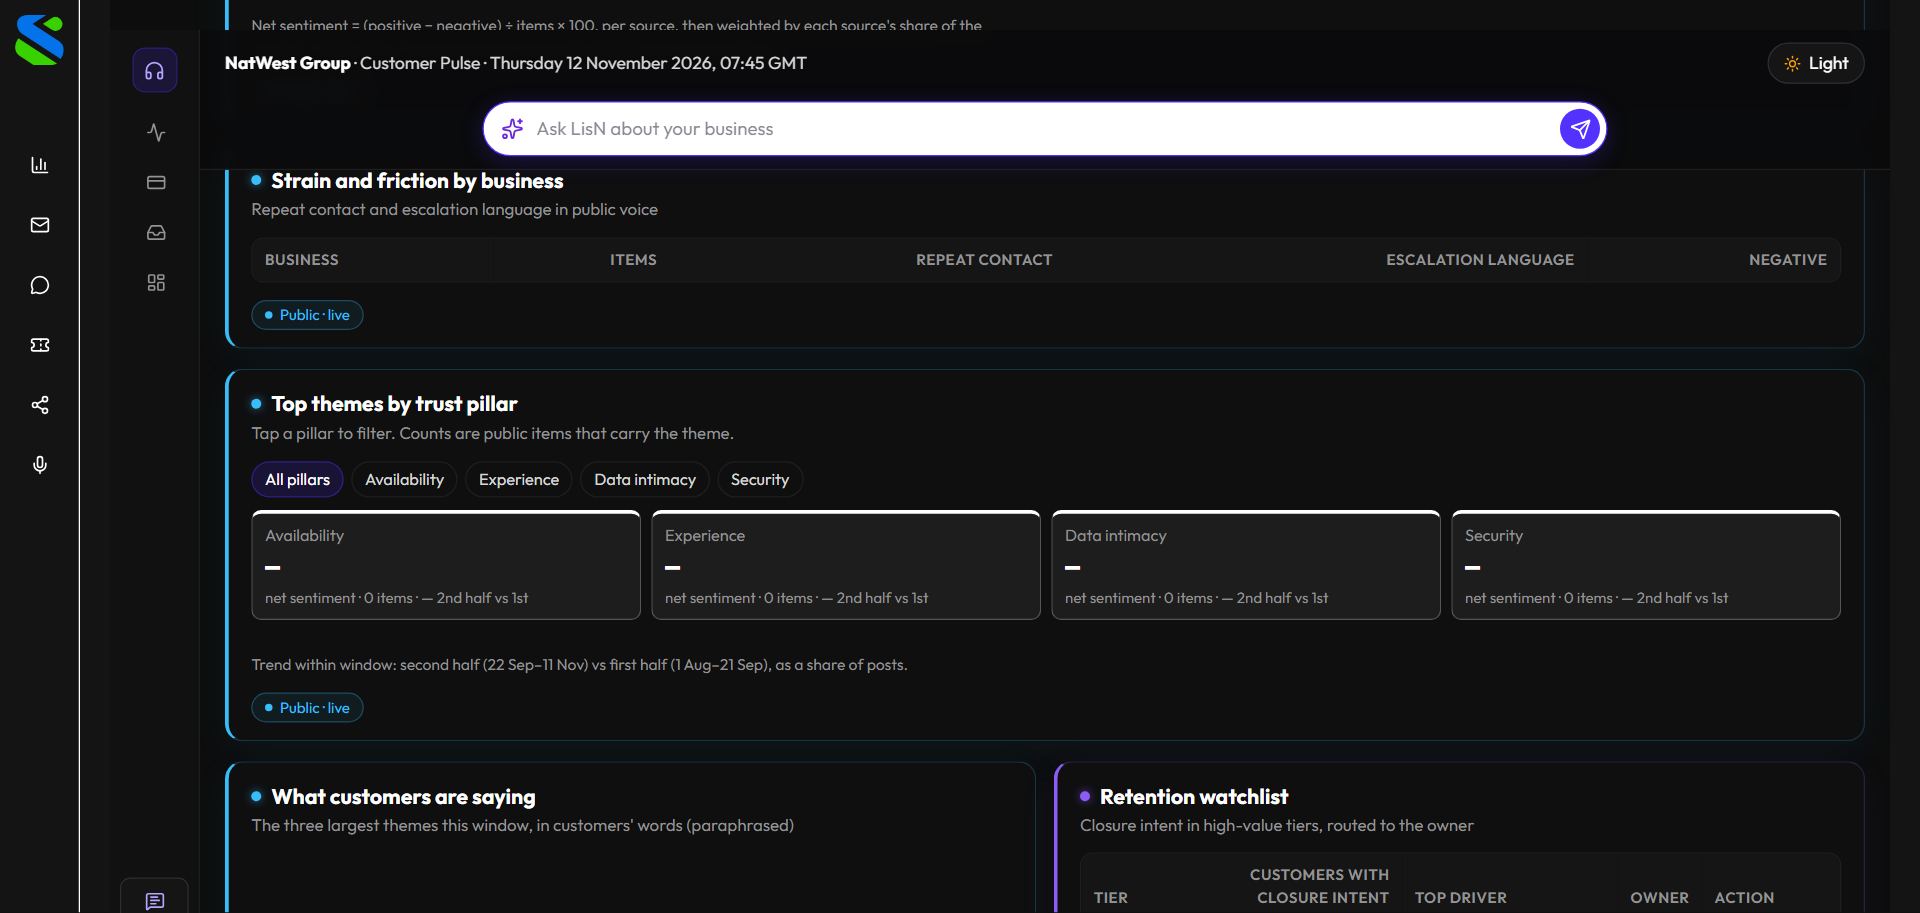 Net sentiment = (positive − negative) ÷ items × 100, per source, then weighted by each source's share of the
NatWest Group · Customer Pulse · Thursday 12 November 2026, 07:45 GMT
Light
Ask LisN about your business
Strain and friction by business
Repeat contact and escalation language in public voice
BUSINESS ITEMS REPEAT CONTACT ESCALATION LANGUAGE NEGATIVE
Public · live
Top themes by trust pillar
Tap a pillar to filter. Counts are public items that carry the theme.
All pillars Availability Experience Data intimacy Security
Availability Experience Data intimacy Security
— — — —
net sentiment · 0 items · — 2nd half vs 1st net sentiment · 0 items · — 2nd half vs 1st net sentiment · 0 items · — 2nd half vs 1st net sentiment · 0 items · — 2nd half vs 1st
Trend within window: second half (22 Sep–11 Nov) vs first half (1 Aug–21 Sep), as a share of posts.
Public · live
What customers are saying
The three largest themes this window, in customers' words (paraphrased)
Retention watchlist
Closure intent in high-value tiers, routed to the owner
TIER CUSTOMERS WITH CLOSURE INTENT TOP DRIVER OWNER ACTION